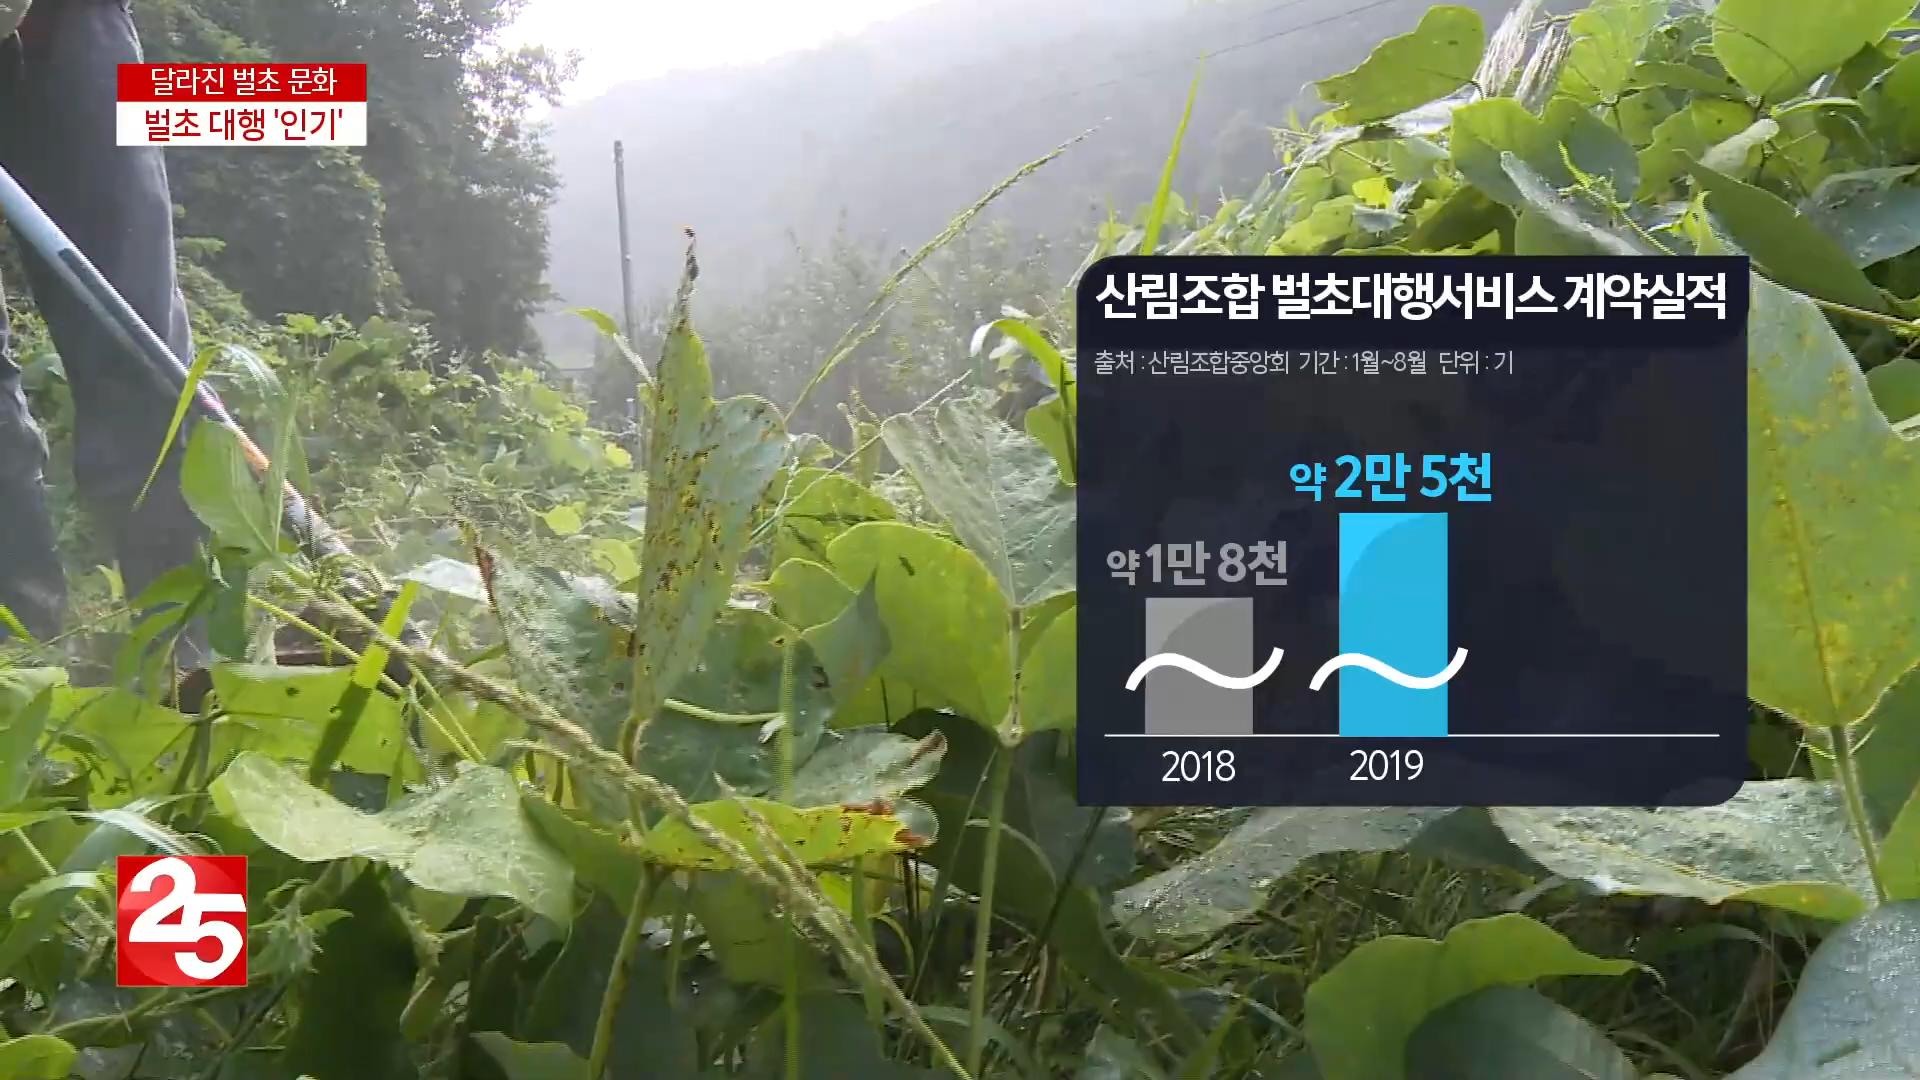 달라진 벌초 문화
벌초 대행 '인기'
산림조합 벌초대행서비스 계약실적
출처 : 산림조합중앙회 기간 : 1월~8월 단위 : 기
약 2만 5천
약 1만 8천
2018
2019
25